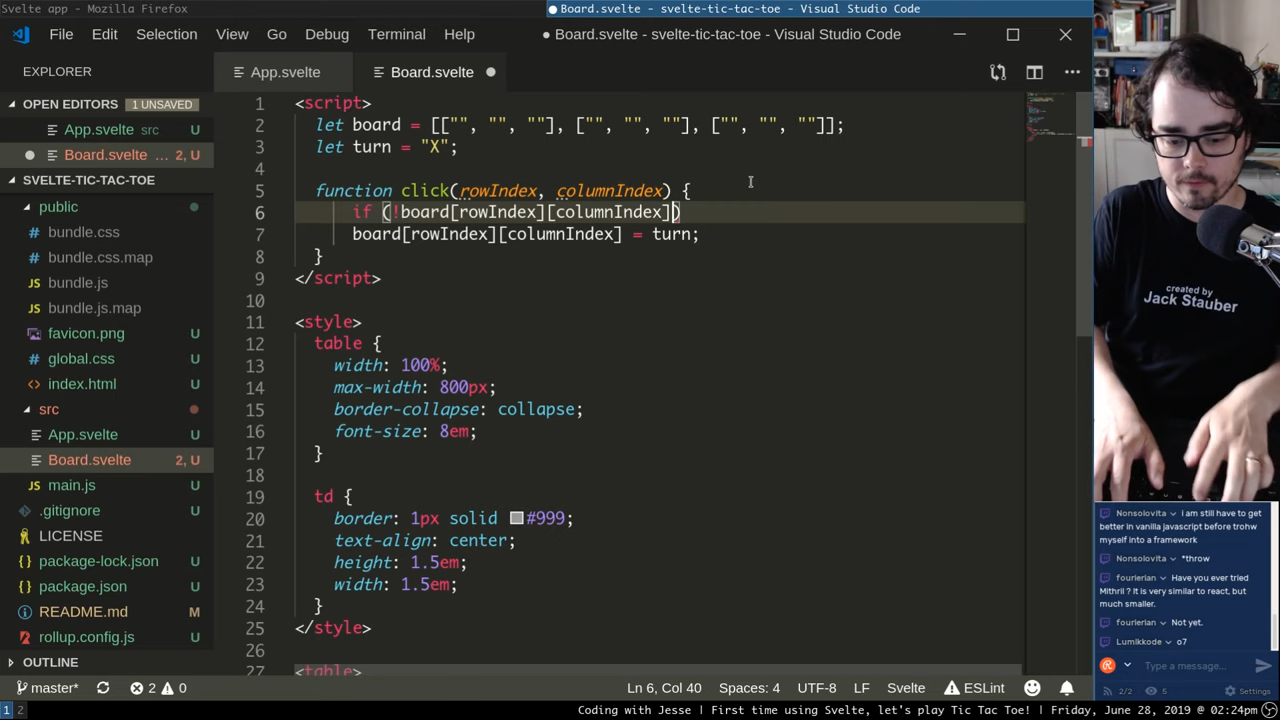 Svelte app - Mozilla Firefox
Board.svelte - svelte-tic-tac-toe - Visual Studio Code
File Edit Selection View Go Debug Terminal Help
● Board.svelte - svelte-tic-tac-toe - Visual Studio Code
EXPLORER
App.svelte
Board.svelte
OPEN EDITORS 1 UNSAVED
App.svelte src U
Board.svelte ... 2, U
SVELTE-TIC-TAC-TOE
public
bundle.css
bundle.css.map
JS bundle.js
JS bundle.js.map
favicon.png U
# global.css U
<> index.html U
src
App.svelte U
Board.svelte 2, U
JS main.js U
.gitignore U
LICENSE U
{} package-lock.json U
{} package.json U
README.md M
rollup.config.js U
OUTLINE
1 <script>
2 let board = [["", "", ""], ["", "", ""], ["", "", ""]];
3 let turn = "X";
4
5 function click(rowIndex, columnIndex) {
6 if (!board[rowIndex][columnIndex])
7 board[rowIndex][columnIndex] = turn;
8 }
9 </script>
10
11 <style>
12 table {
13 width: 100%;
14 max-width: 800px;
15 border-collapse: collapse;
16 font-size: 8em;
17 }
18
19 td {
20 border: 1px solid #999;
21 text-align: center;
22 height: 1.5em;
23 width: 1.5em;
24 }
25 </style>
26
27 <table>
created by
Jack Stauber
Nonsolovita i am still have to get
better in vanilla javascript before trohw
myself into a framework
Nonsolovita *throw
fourierian Have you ever tried
Mithril ? It is very similar to react, but
much smaller.
fourierian Not yet.
Lumikkode o7
Type a message...
2/2 5 Settings
master* 2 0 Ln 6, Col 40 Spaces: 4 UTF-8 LF Svelte ESLint
1 2 Coding with Jesse | First time using Svelte, let's play Tic Tac Toe! | Friday, June 28, 2019 @ 02:24pm